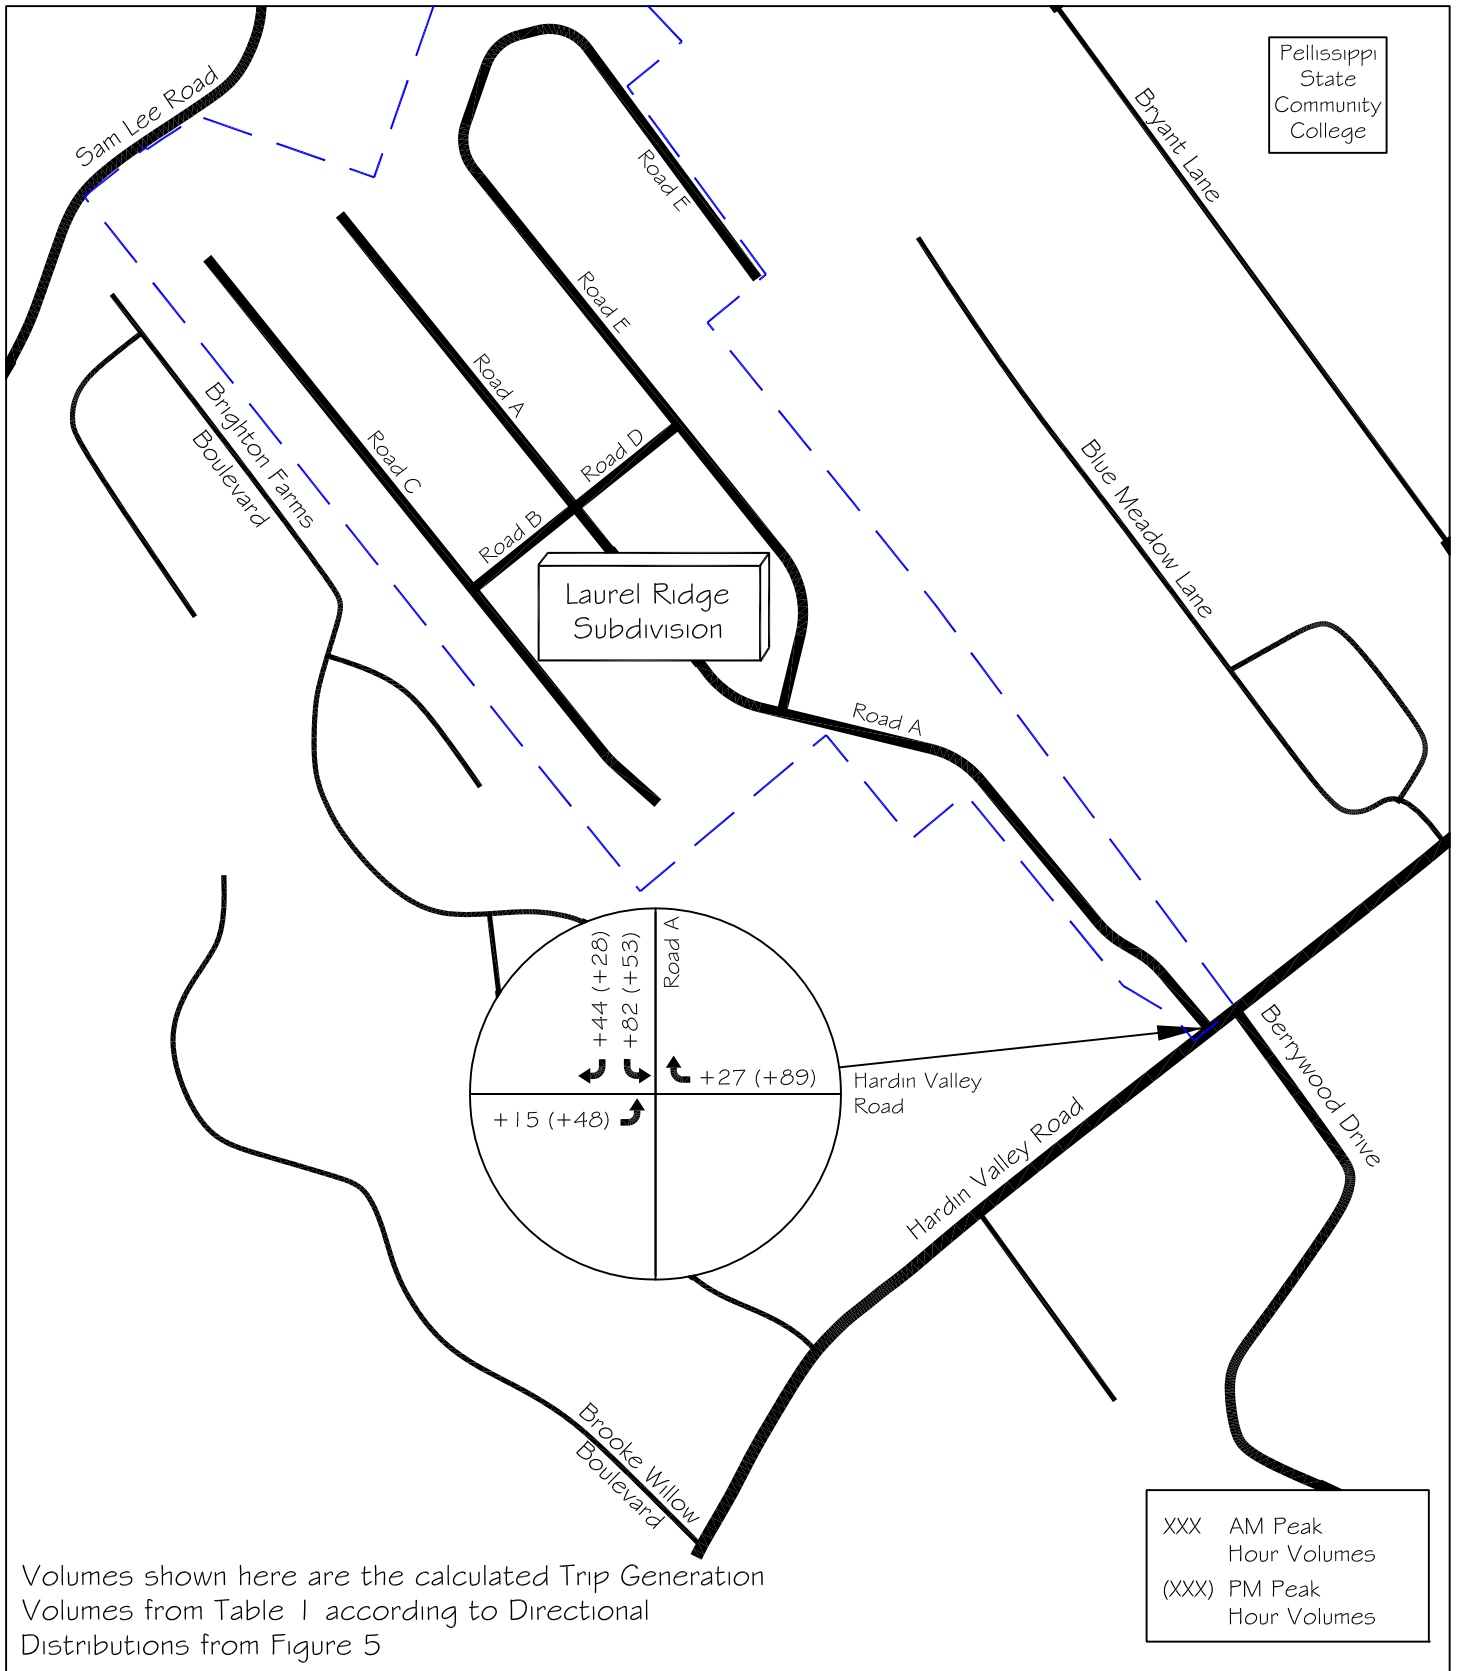 Pellissippi
State
Community
College
Sam Lee Road
Bryant Lane
Road E
Road E
Road A
Road C
Road D
Road B
Brighton Farms
Boulevard
Blue Meadow Lane
Laurel Ridge
Subdivision
Road A
Road A
+44 (+28)
+82 (+53)
+27 (+89)
+15 (+48)
Hardin Valley
Road
Berrywood Drive
Hardin Valley Road
Brooke Willow
Boulevard
XXX AM Peak
Hour Volumes
(XXX) PM Peak
Hour Volumes
Volumes shown here are the calculated Trip Generation
Volumes from Table 1 according to Directional
Distributions from Figure 5